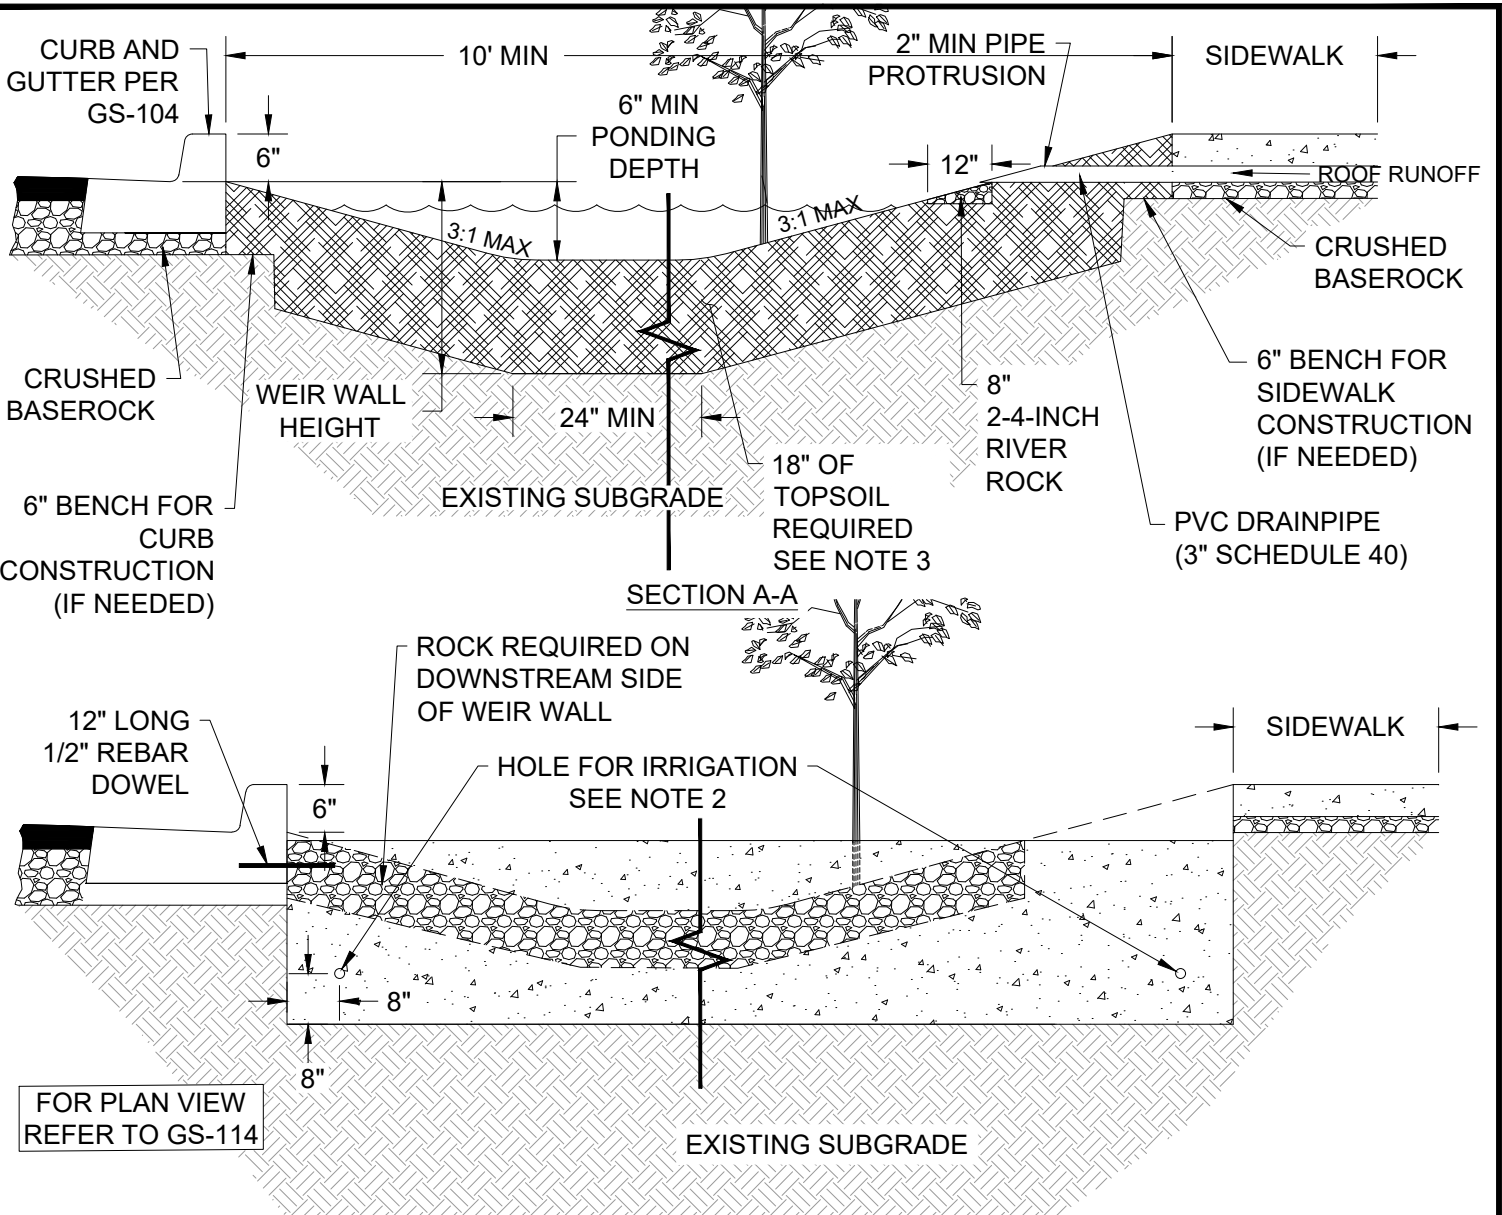 CURB AND
GUTTER PER
GS-104
10' MIN
2" MIN PIPE
PROTRUSION
SIDEWALK
6" MIN
PONDING
DEPTH
6"
12"
ROOF RUNOFF
3:1 MAX
3:1 MAX
CRUSHED
BASEROCK
CRUSHED
BASEROCK
WEIR WALL
HEIGHT
24" MIN
8"
2-4-INCH
RIVER
ROCK
6" BENCH FOR
SIDEWALK
CONSTRUCTION
(IF NEEDED)
EXISTING SUBGRADE
18" OF
TOPSOIL
REQUIRED
SEE NOTE 3
6" BENCH FOR
CURB
CONSTRUCTION
(IF NEEDED)
PVC DRAINPIPE
(3" SCHEDULE 40)
SECTION A-A
ROCK REQUIRED ON
DOWNSTREAM SIDE
OF WEIR WALL
12" LONG
1/2" REBAR
DOWEL
SIDEWALK
HOLE FOR IRRIGATION
SEE NOTE 2
6"
8"
8"
FOR PLAN VIEW
REFER TO GS-114
EXISTING SUBGRADE